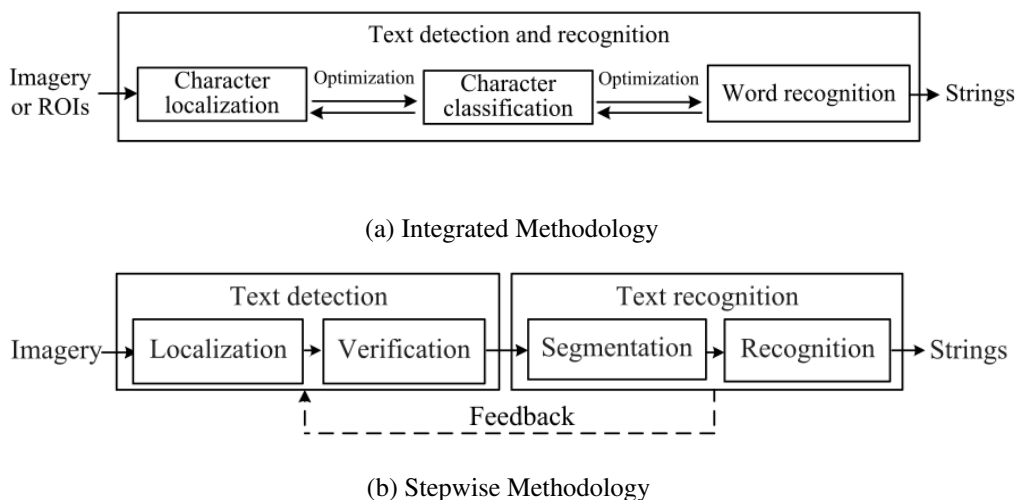 Text detection and recognition
Imagery
or ROIs
Character
localization
Optimization
Character
classification
Optimization
Word recognition
Strings
(a) Integrated Methodology
Text detection
Text recognition
Imagery
Localization
Verification
Segmentation
Recognition
Strings
Feedback
(b) Stepwise Methodology